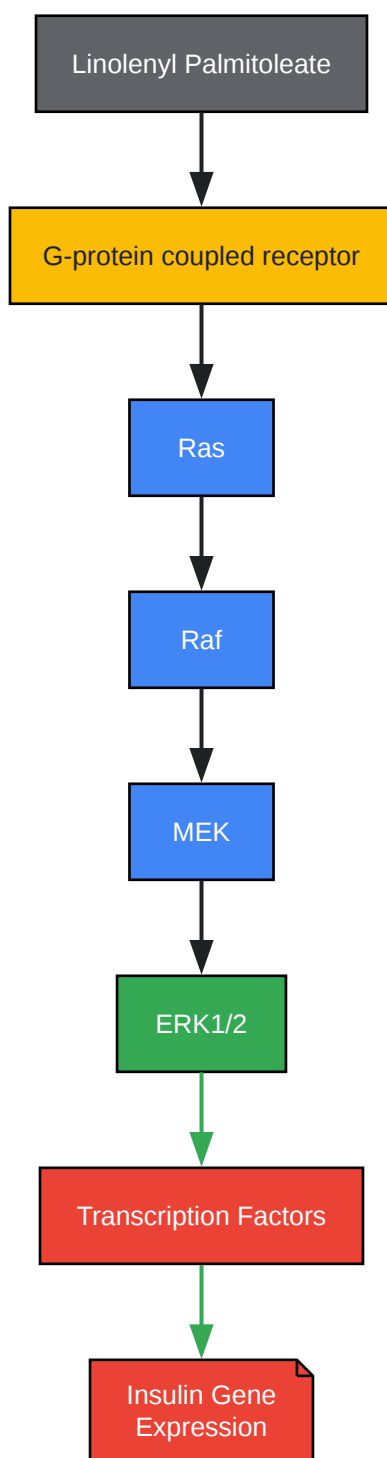 Linolenyl Palmitoleate
G-protein coupled receptor
Ras
Raf
MEK
ERK1/2
Transcription Factors
Insulin Gene
Expression